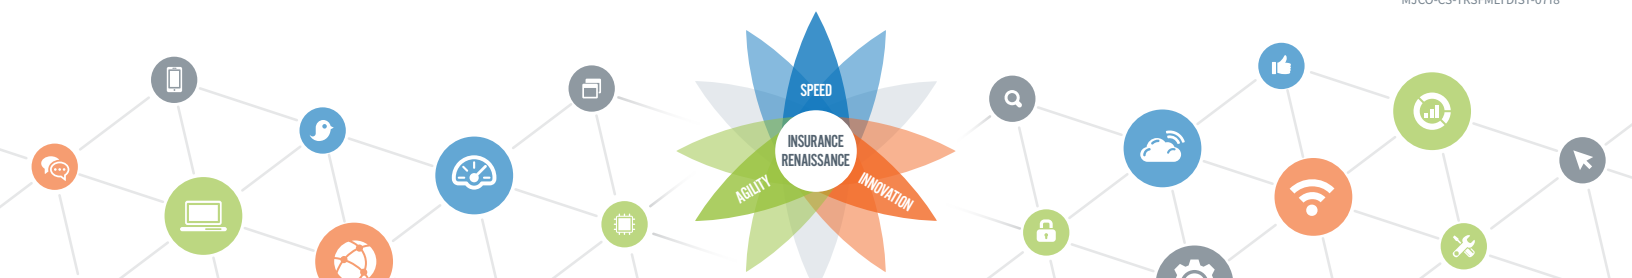 SPEED
INSURANCE
RENAISSANCE
AGILITY
INNOVATION